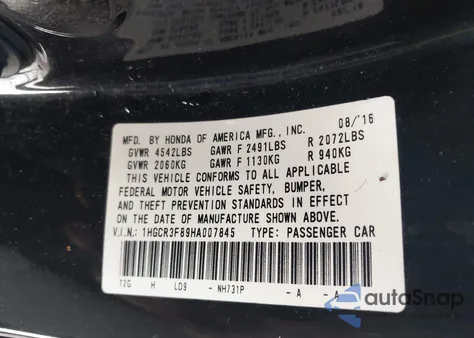 MFD. BY HONDA OF AMERICA MFG., INC. 08/'16
GVWR 4542LBS GAWR F 2491LBS R 2072LBS
GVWR 2060KG GAWR F 1130KG R 940KG
THIS VEHICLE CONFORMS TO ALL APPLICABLE
FEDERAL MOTOR VEHICLE SAFETY, BUMPER,
AND THEFT PREVENTION STANDARDS IN EFFECT
ON THE DATE OF MANUFACTURE SHOWN ABOVE.
V.I.N. 1HGCR3F89HA007845 TYPE: PASSENGER CAR
T2G H LD9 - NH731P - A - A
autoSnap